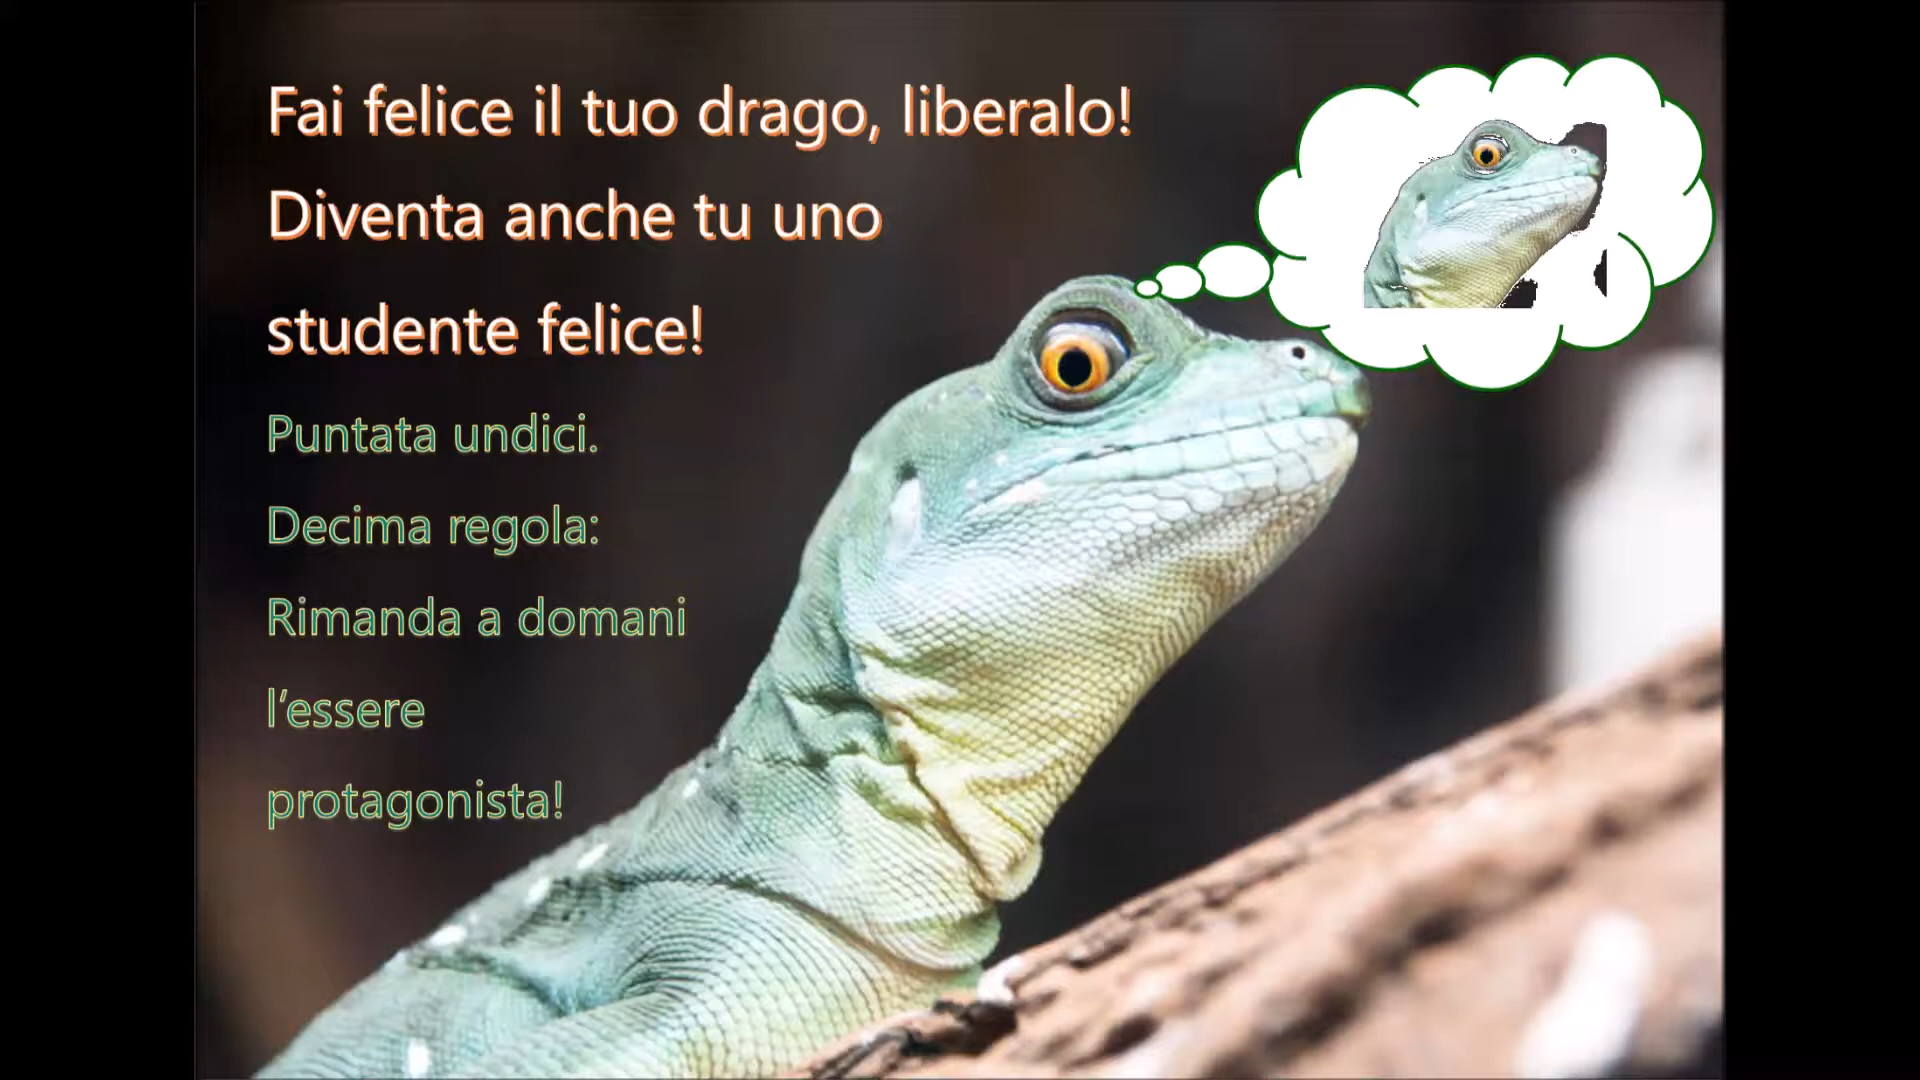 Fai felice il tuo drago, liberalo!
Diventa anche tu uno
studente felice!
Puntata undici.
Decima regola:
Rimanda a domani
l’essere
protagonista!